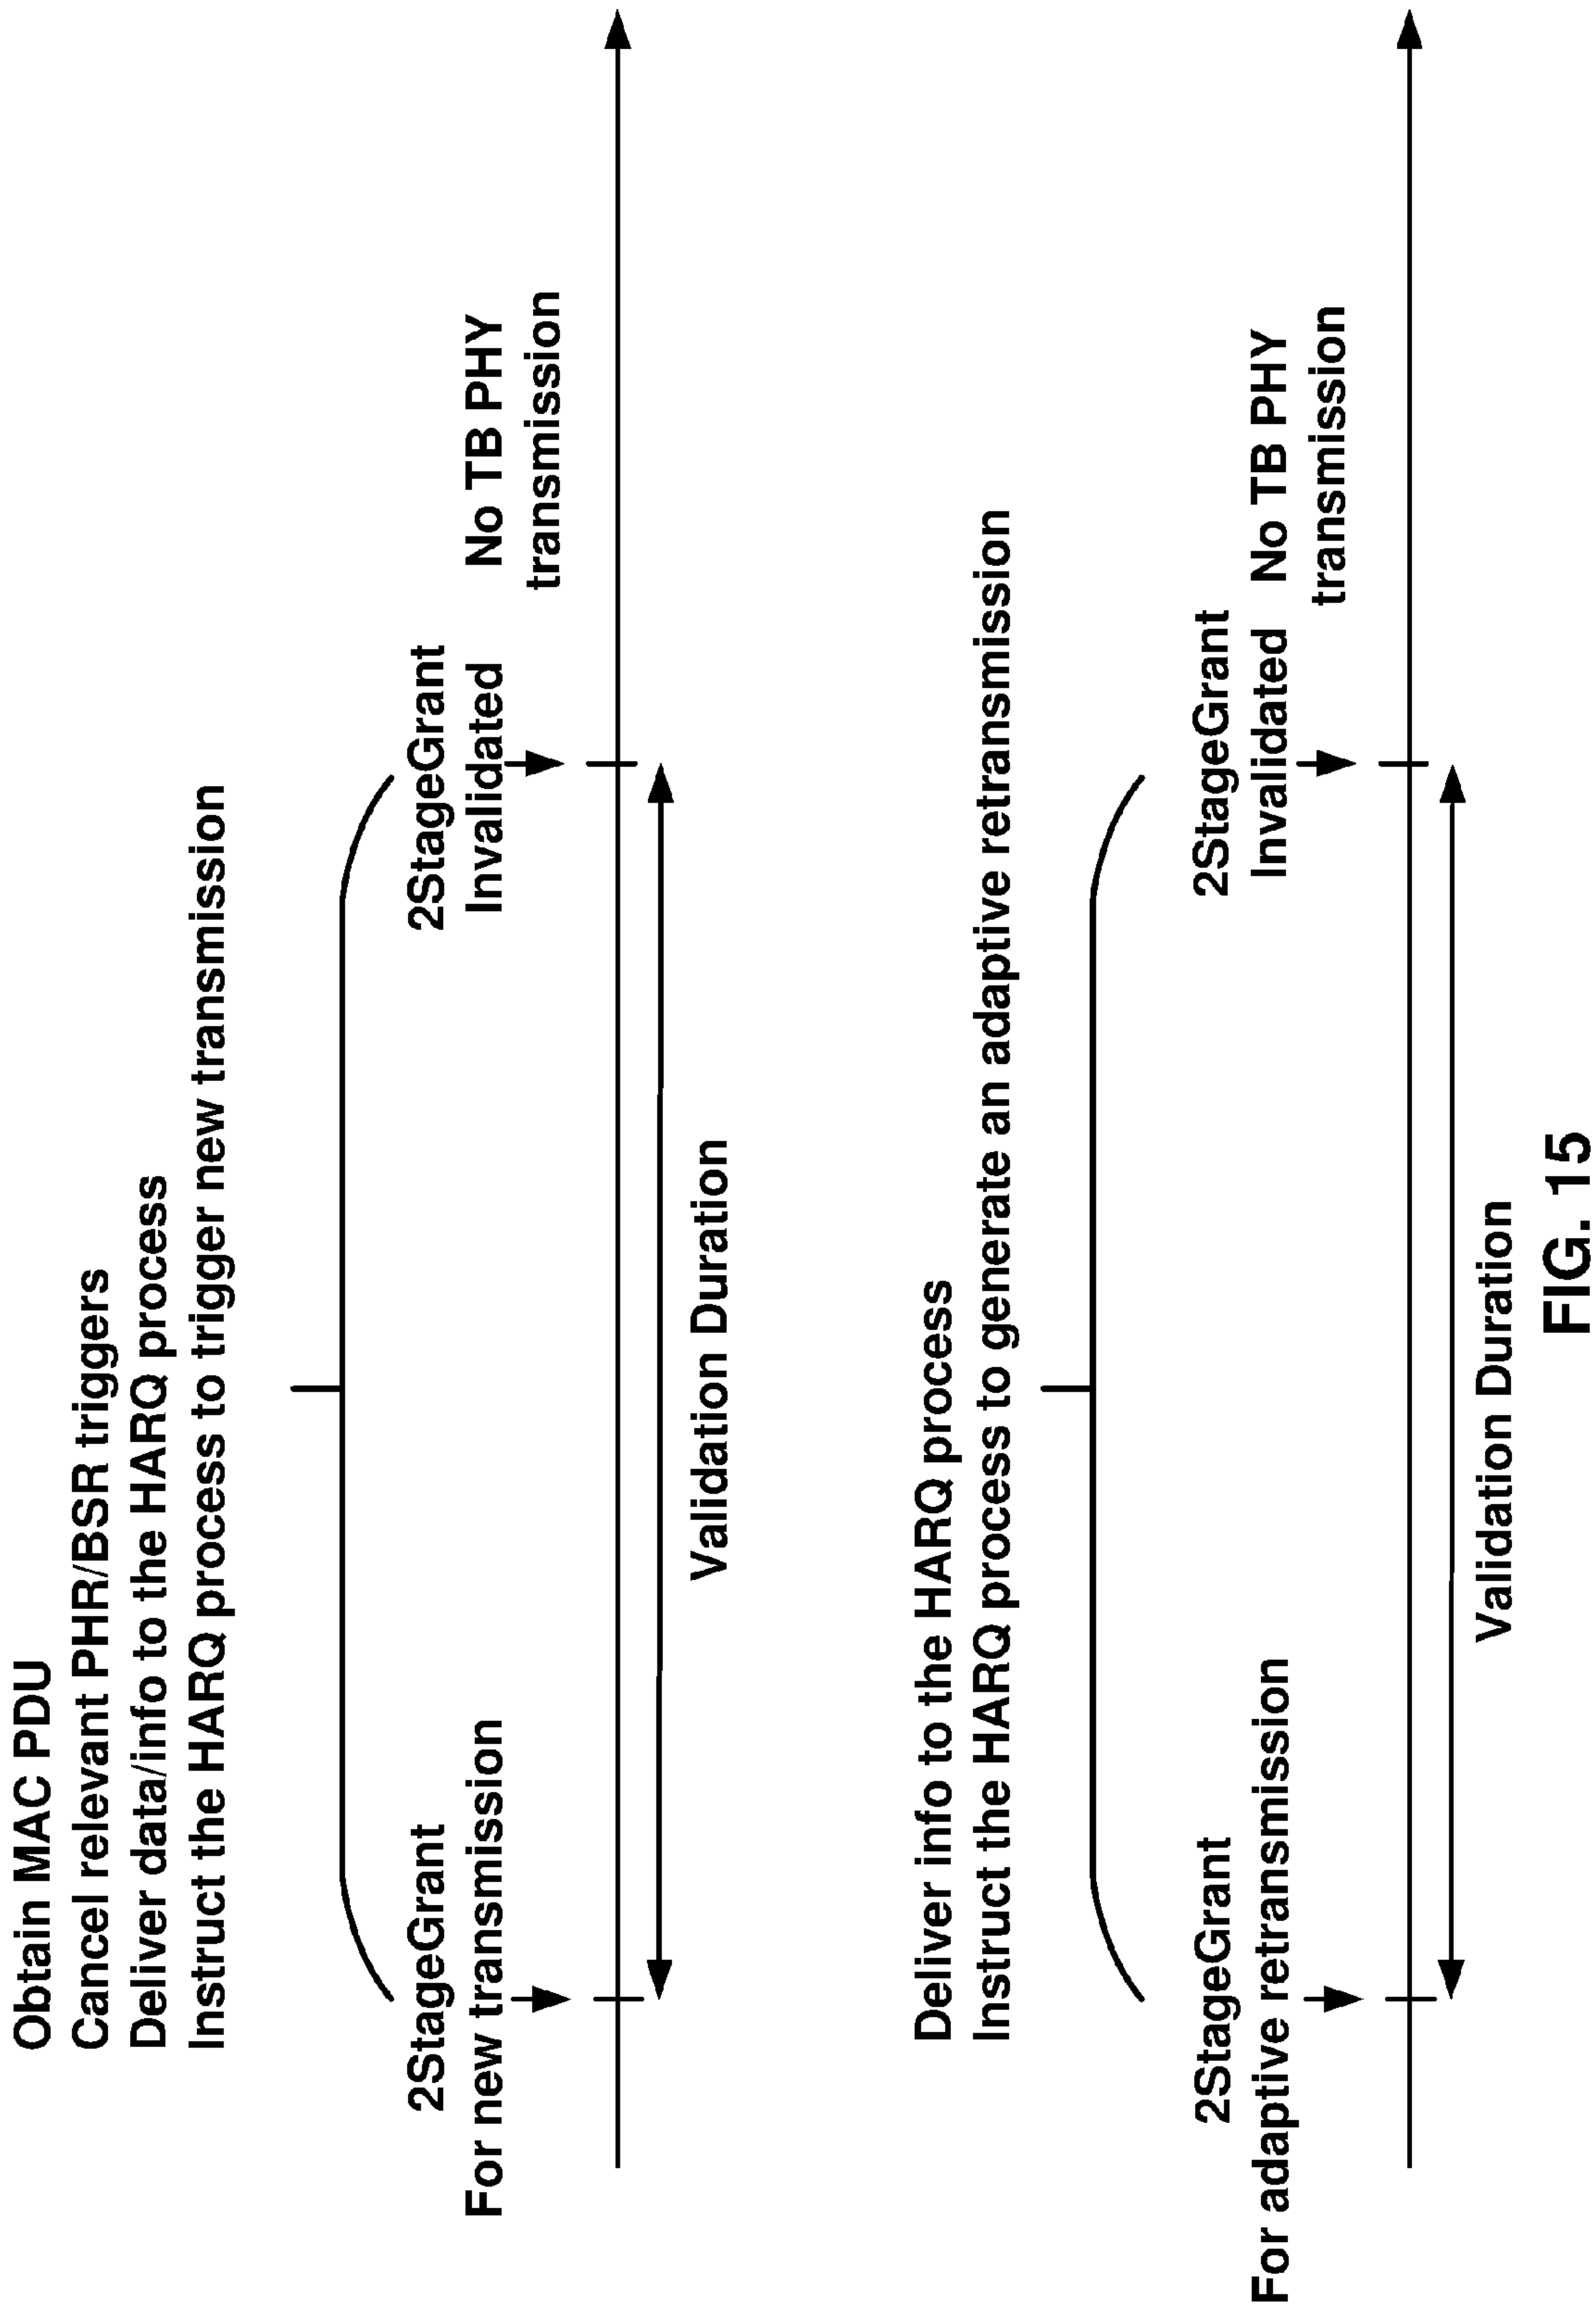 Obtain MAC PDU
Cancel relevant PHR/BSR triggers
Deliver data/info to the HARQ process
Instruct the HARQ process to trigger new transmission
2StageGrant
For new transmission
2StageGrant
Invalidated
No TB PHY
transmission
Validation Duration
Deliver info to the HARQ process
Instruct the HARQ process to generate an adaptive retransmission
2StageGrant
For adaptive retransmission
2StageGrant
Invalidated
No TB PHY
transmission
Validation Duration
FIG. 15